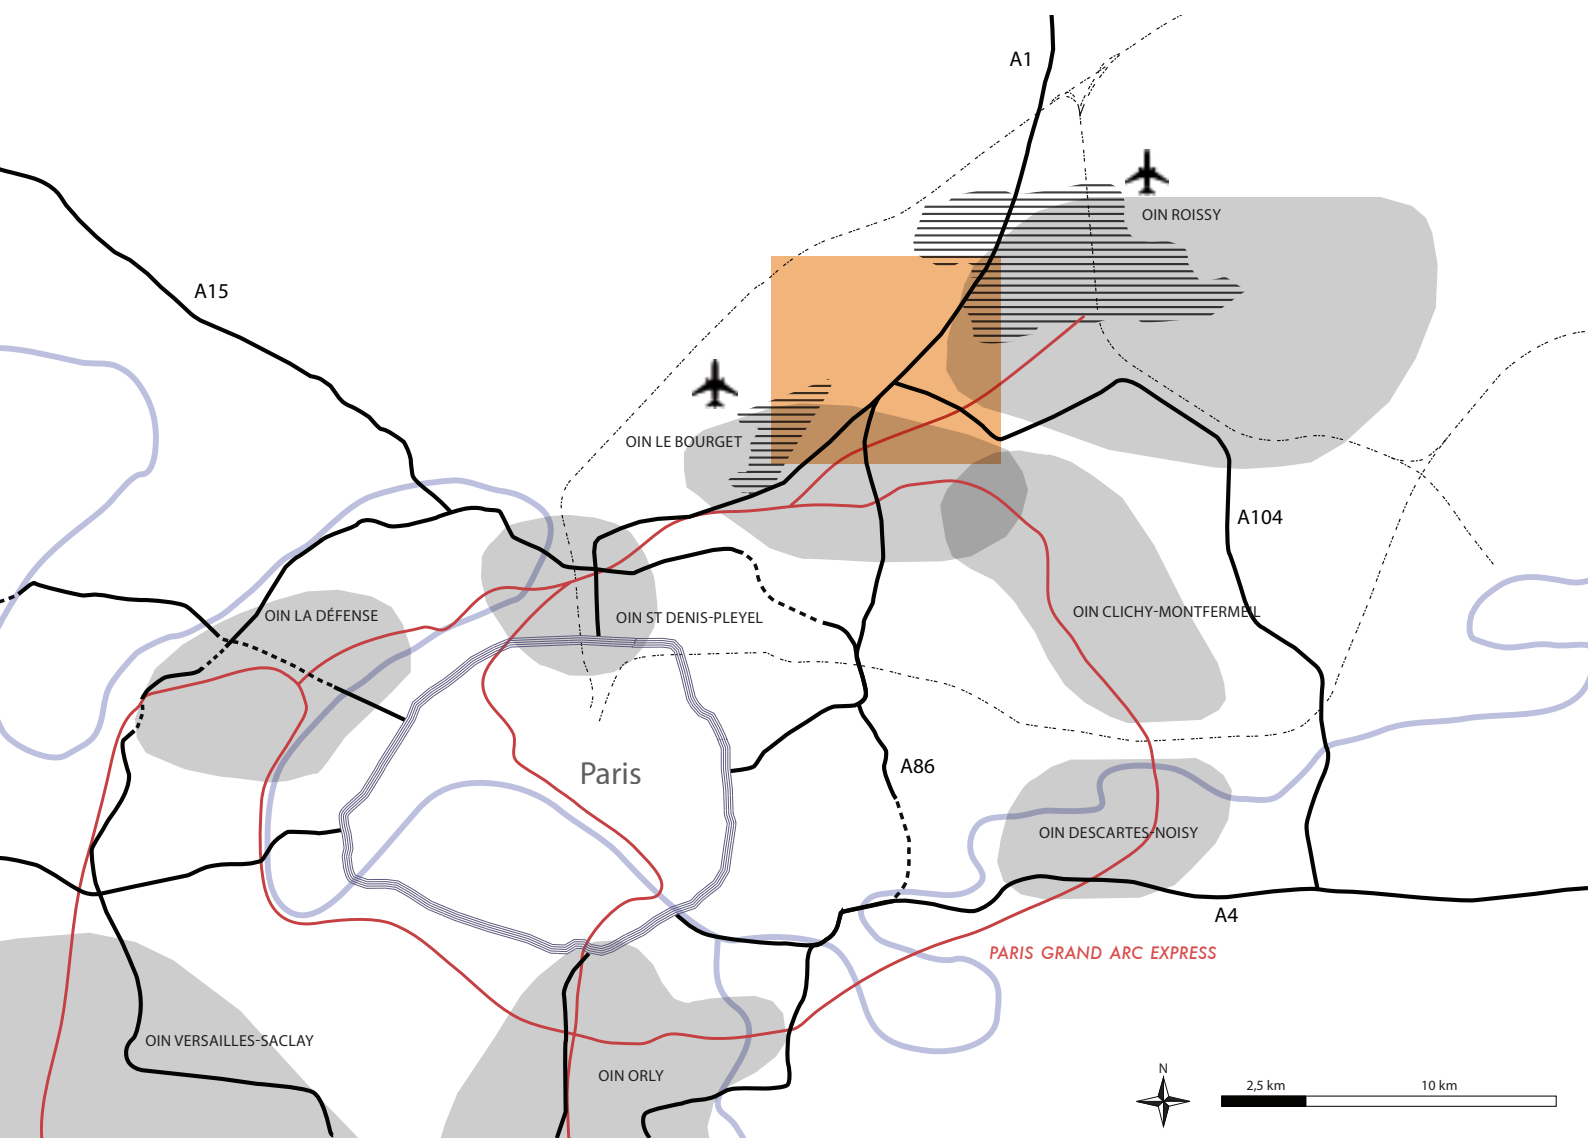 A1
OIN ROISSY
A15
OIN LE BOURGET
A104
OIN LA DÉFENSE
OIN ST DENIS-PLEYEL
OIN CLICHY-MONTFERMEIL
Paris
A86
OIN DESCARTES-NOISY
A4
PARIS GRAND ARC EXPRESS
OIN VERSAILLES-SACLAY
OIN ORLY
N
2,5 km
10 km